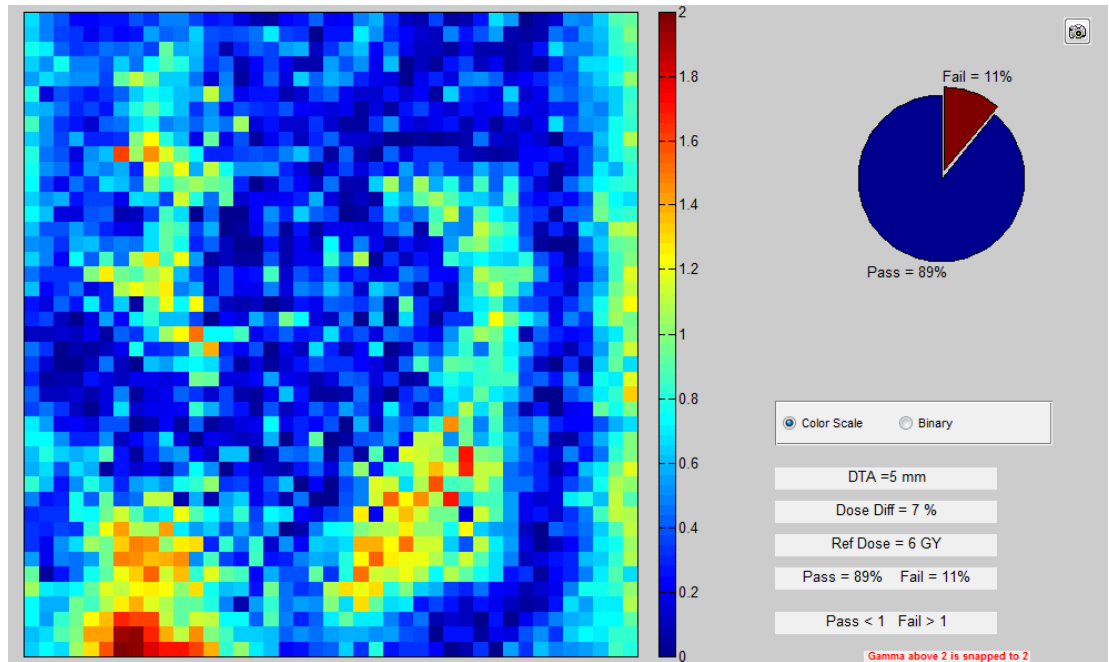 2
1.8
1.6
1.4
1.2
1
0.8
0.6
0.4
0.2
0
Fail = 11%
Pass = 89%
Color Scale Binary
DTA =5 mm
Dose Diff = 7 %
Ref Dose = 6 GY
Pass = 89% Fail = 11%
Pass < 1 Fail > 1
Gamma above 2 is snapped to 2